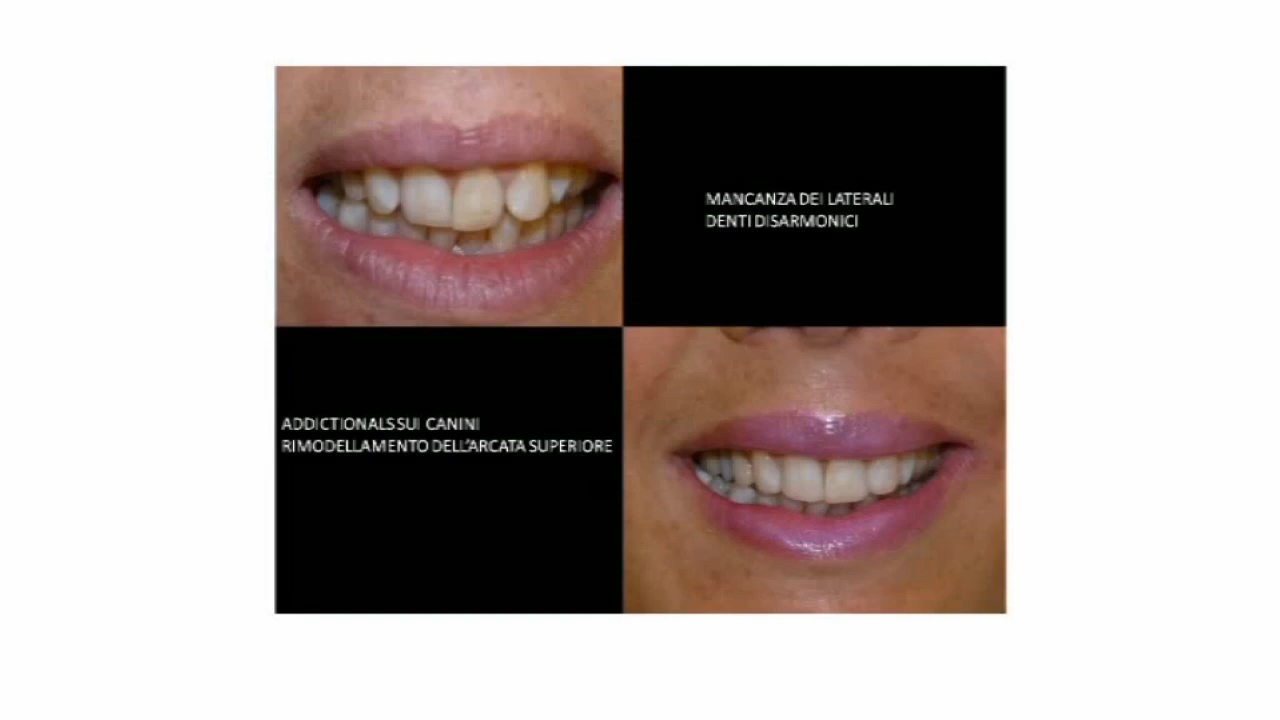 MANCANZA DEI LATERALI
DENTI DISARMONICI
ADDICTIONALS SUI CANINI
RIMODELLAMENTO DELL'ARCATA SUPERIORE